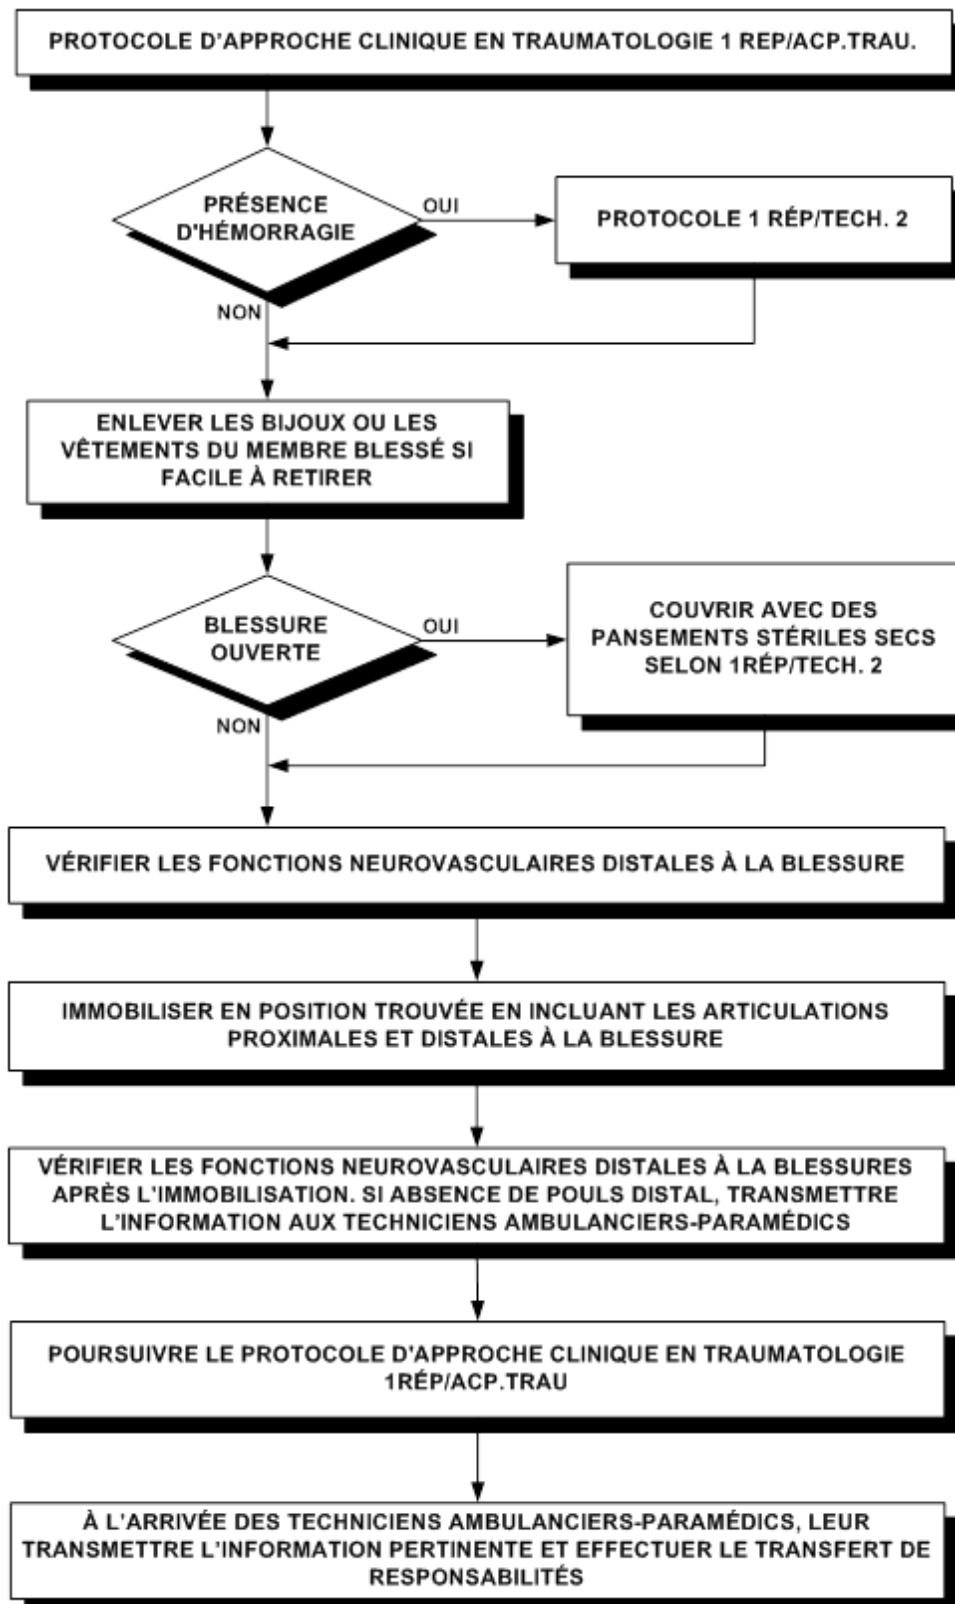 PROTOCOLE D'APPROCHE CLINIQUE EN TRAUMATOLOGIE 1 REP/ACP.TRAU.
PRÉSENCE
D'HÉMORRAGIE
OUI
PROTOCOLE 1 RÉP/TECH. 2
NON
ENLEVER LES BIJOUX OU LES
VÊTEMENTS DU MEMBRE BLESSÉ SI
FACILE À RETIRER
BLESSURE
OUVERTE
OUI
COUVRIR AVEC DES
PANSEMENTS STÉRILES SECS
SELON 1RÉP/TECH. 2
NON
VÉRIFIER LES FONCTIONS NEUROVASCULAIRES DISTALES À LA BLESSURE
IMMOBILISER EN POSITION TROUVÉE EN INCLUANT LES ARTICULATIONS
PROXIMALES ET DISTALES À LA BLESSURE
VÉRIFIER LES FONCTIONS NEUROVASCULAIRES DISTALES À LA BLESSURES
APRÈS L'IMMOBILISATION. SI ABSENCE DE POULS DISTAL, TRANSMETTRE
L'INFORMATION AUX TECHNICIENS AMBULANCIERS-PARAMÉDICS
POURSUIVRE LE PROTOCOLE D'APPROCHE CLINIQUE EN TRAUMATOLOGIE
1RÉP/ACP.TRAU
À L'ARRIVÉE DES TECHNICIENS AMBULANCIERS-PARAMÉDICS, LEUR
TRANSMETTRE L'INFORMATION PERTINENTE ET EFFECTUER LE TRANSFERT DE
RESPONSABILITÉS